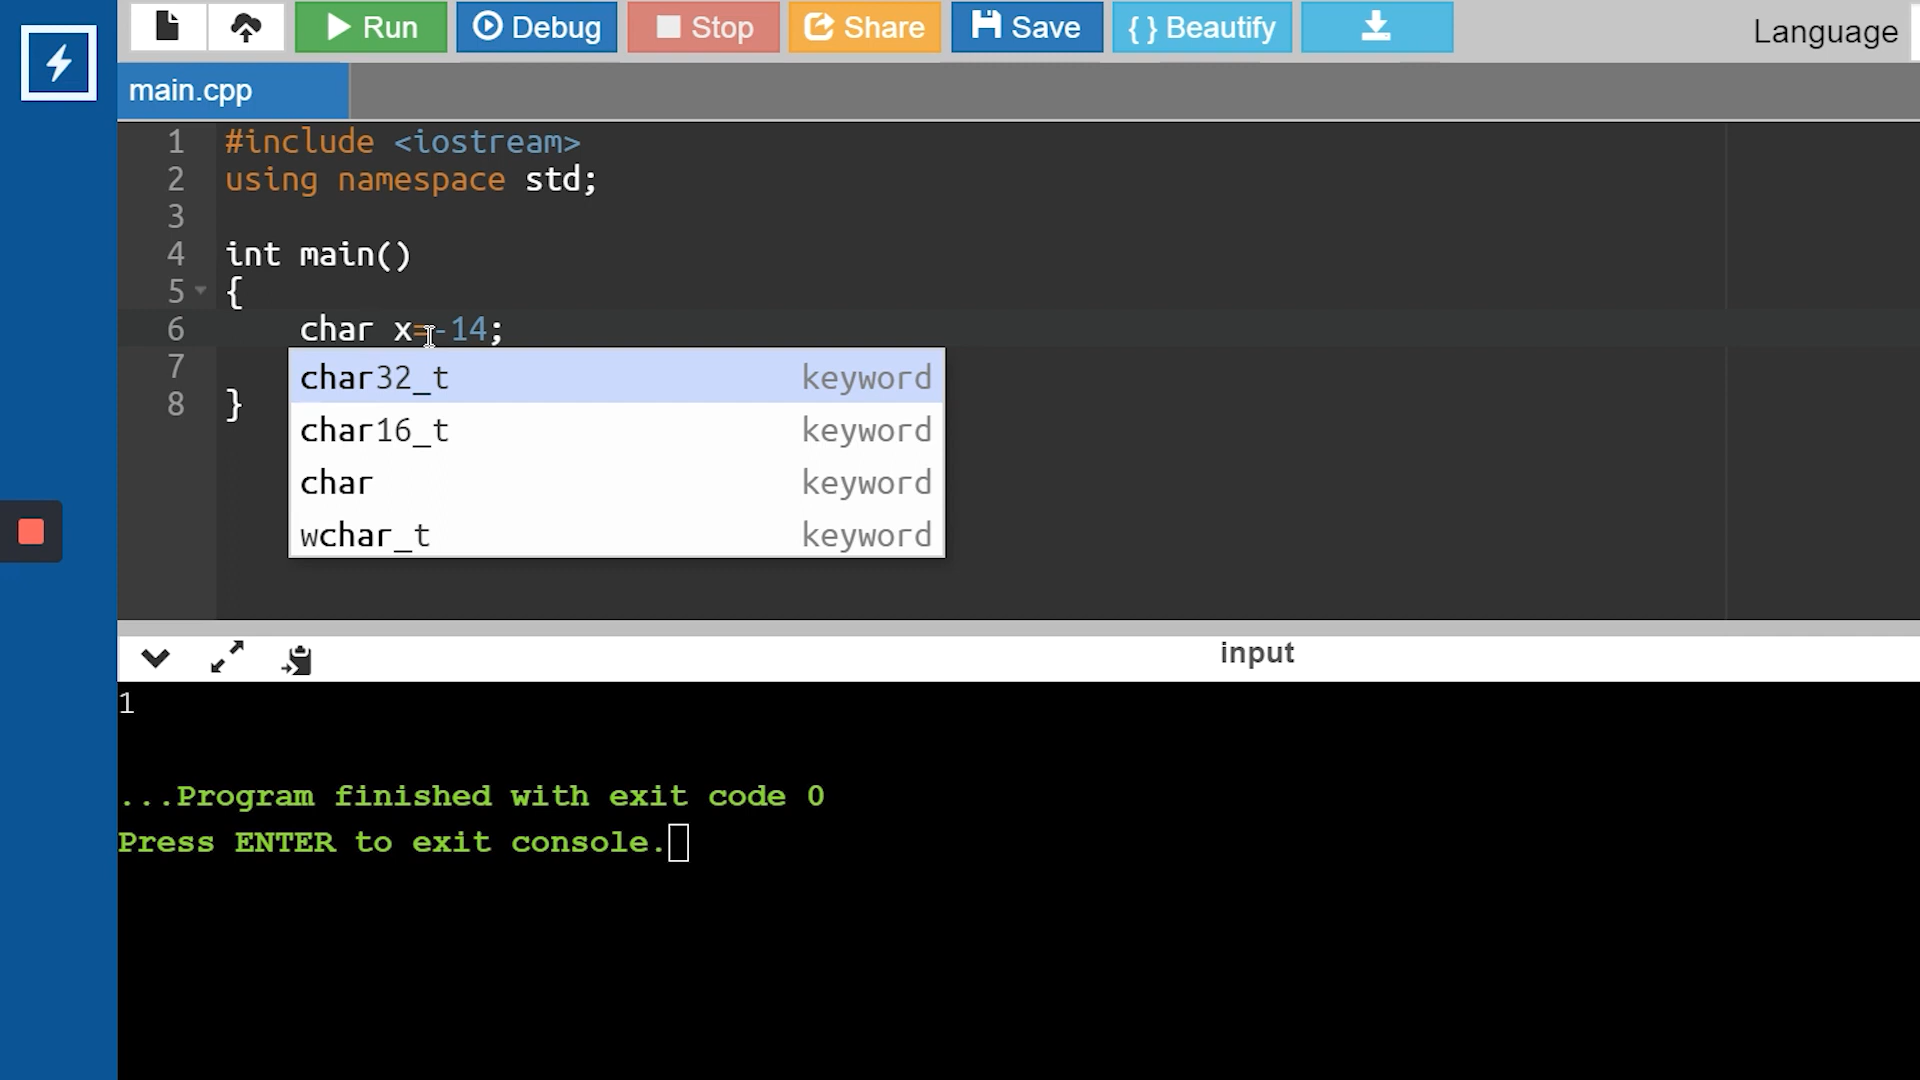 Run Debug Stop Share Save { } Beautify Language
main.cpp
1 #include <iostream>
2 using namespace std;
3
4 int main()
5 {
6 char x=-14;
7
8 }
char32_t keyword
char16_t keyword
char keyword
wchar_t keyword
input
1
...Program finished with exit code 0
Press ENTER to exit console.